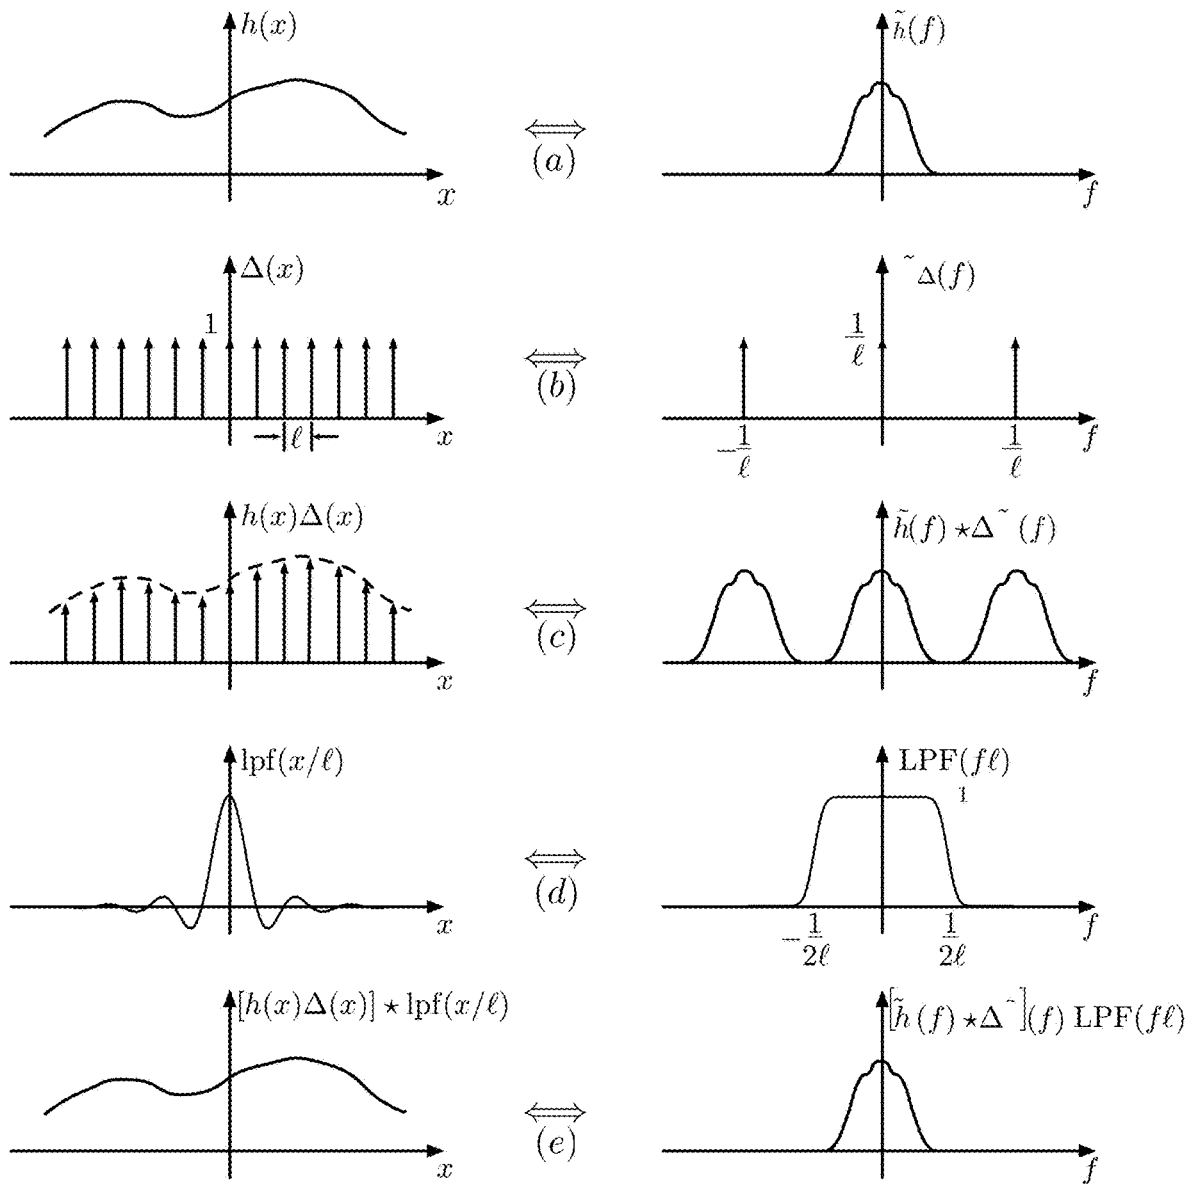 h(x) h̃(f)
⟺
(a)
x f
Δ(x) ˜Δ(f)
1 1/ℓ
⟺
(b)
ℓ x -1/ℓ 1/ℓ f
h(x)Δ(x) h̃(f) ⋆Δ˜ (f)
⟺
(c)
x f
lpf(x/ℓ) LPF(fℓ)
1
⟺
(d)
x -1/2ℓ 1/2ℓ f
[h(x)Δ(x)] ⋆ lpf(x/ℓ) [h̃ (f) ⋆Δ˜](f) LPF(fℓ)
⟺
(e)
x f